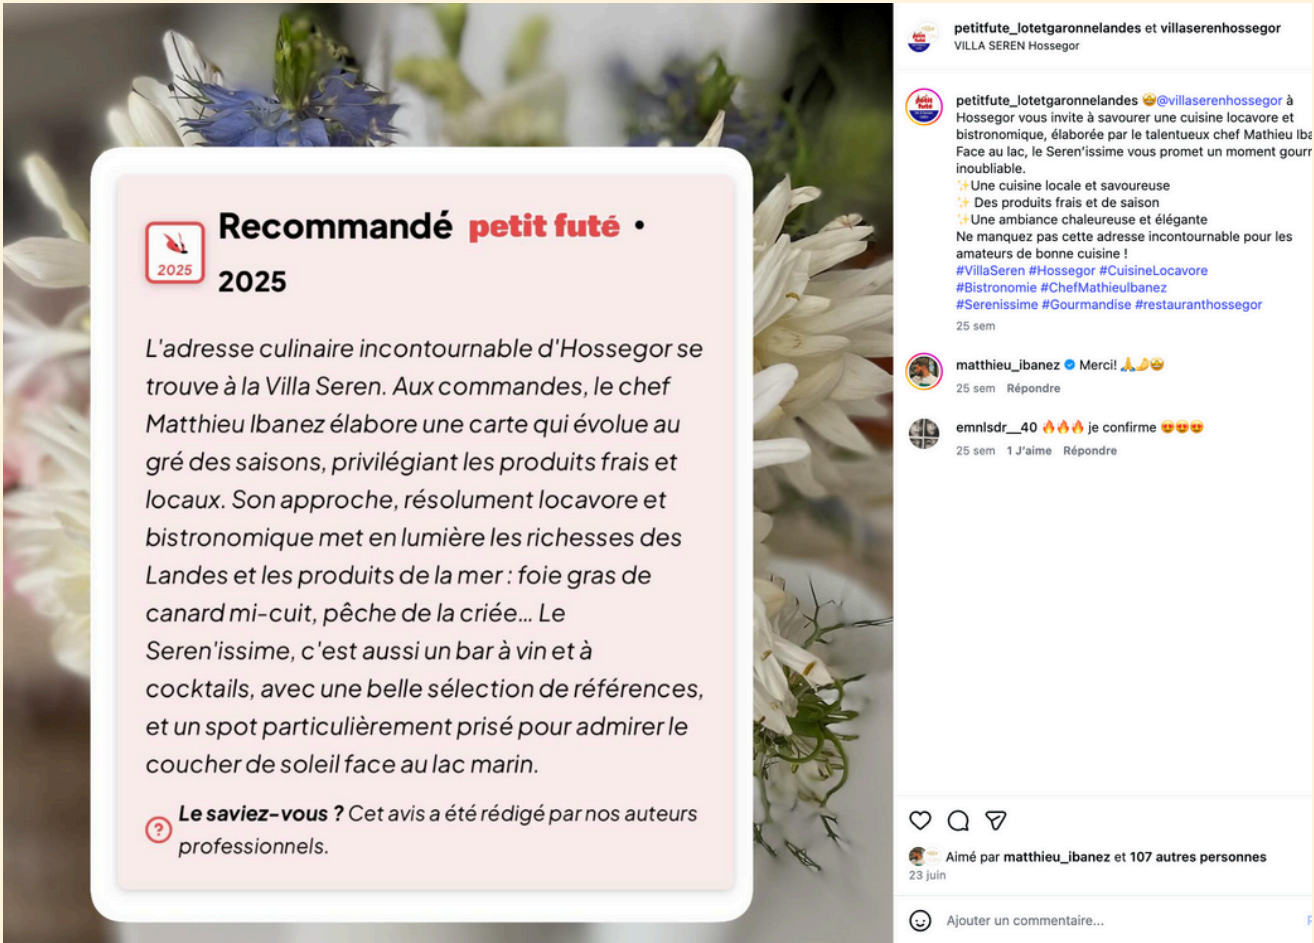 2025
Recommandé petit futé •
2025
L'adresse culinaire incontournable d'Hossegor se
trouve à la Villa Seren. Aux commandes, le chef
Matthieu Ibanez élabore une carte qui évolue au
gré des saisons, privilégiant les produits frais et
locaux. Son approche, résolument locavore et
bistronomique met en lumière les richesses des
Landes et les produits de la mer : foie gras de
canard mi-cuit, pêche de la criée... Le
Seren'issime, c'est aussi un bar à vin et à
cocktails, avec une belle sélection de références,
et un spot particulièrement prisé pour admirer le
coucher de soleil face au lac marin.
Le saviez-vous ? Cet avis a été rédigé par nos auteurs
professionnels.
petitfute_lotetgaronnelandes et villaserenhossegor
VILLA SEREN Hossegor
petitfute_lotetgaronnelandes 🤩@villaserenhossegor à
Hossegor vous invite à savourer une cuisine locavore et
bistronomique, élaborée par le talentueux chef Mathieu Iba
Face au lac, le Seren'issime vous promet un moment gour
inoubliable.
✨Une cuisine locale et savoureuse
✨ Des produits frais et de saison
✨Une ambiance chaleureuse et élégante
Ne manquez pas cette adresse incontournable pour les
amateurs de bonne cuisine !
#VillaSeren #Hossegor #CuisineLocavore
#Bistronomie #ChefMathieuIbanez
#Serenissime #Gourmandise #restauranthossegor
25 sem
matthieu_ibanez Merci! 🙏🤌🤩
25 sem Répondre
emnlsdr__40 🔥🔥🔥 je confirme 😍😍😍
25 sem 1 J'aime Répondre
Aimé par matthieu_ibanez et 107 autres personnes
23 juin
Ajouter un commentaire...